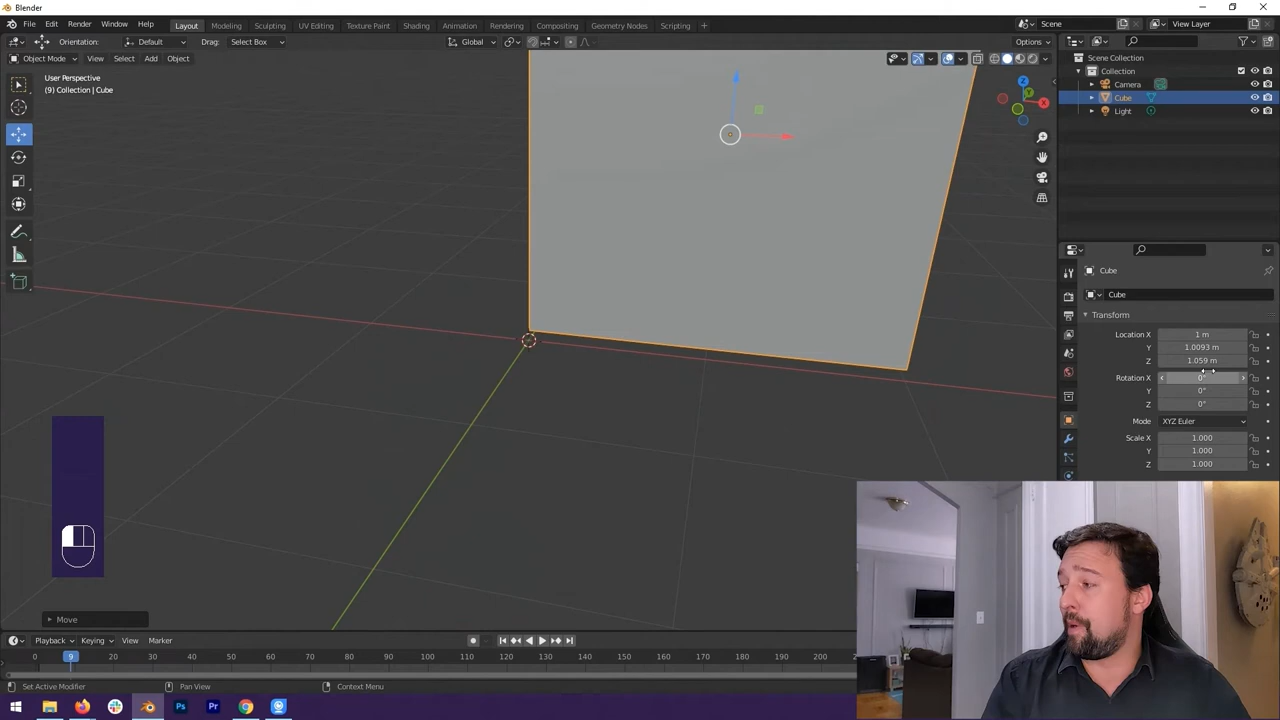 Blender
File Edit Render Window Help Layout Modeling Sculpting UV Editing Texture Paint Shading Animation Rendering Compositing Geometry Nodes Scripting + Scene View Layer
Orientation: Default Drag: Select Box Global Options
Object Mode View Select Add Object
User Perspective
(9) Collection | Cube
Z
Y
X
Scene Collection
Collection
Camera
Cube
Light
Cube
Cube
Transform
Location X 1 m
Y 1.0093 m
Z 1.059 m
Rotation X 0°
Y 0°
Z 0°
Mode XYZ Euler
Scale X 1.000
Y 1.000
Z 1.000
Move
Playback Keying View Marker
0 9 20 30 40 50 60 70 80 90 100 110 120 130 140 150 160 170 180 190 200
Set Active Modifier Pan View Context Menu
Ps Pr